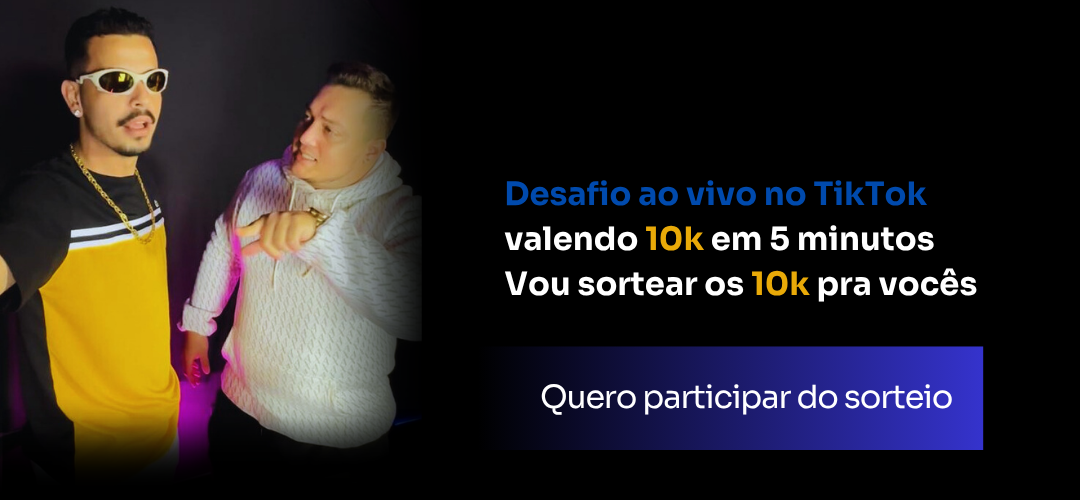 Desafio ao vivo no TikTok
valendo 10k em 5 minutos
Vou sortear os 10k pra vocês
Quero participar do sorteio